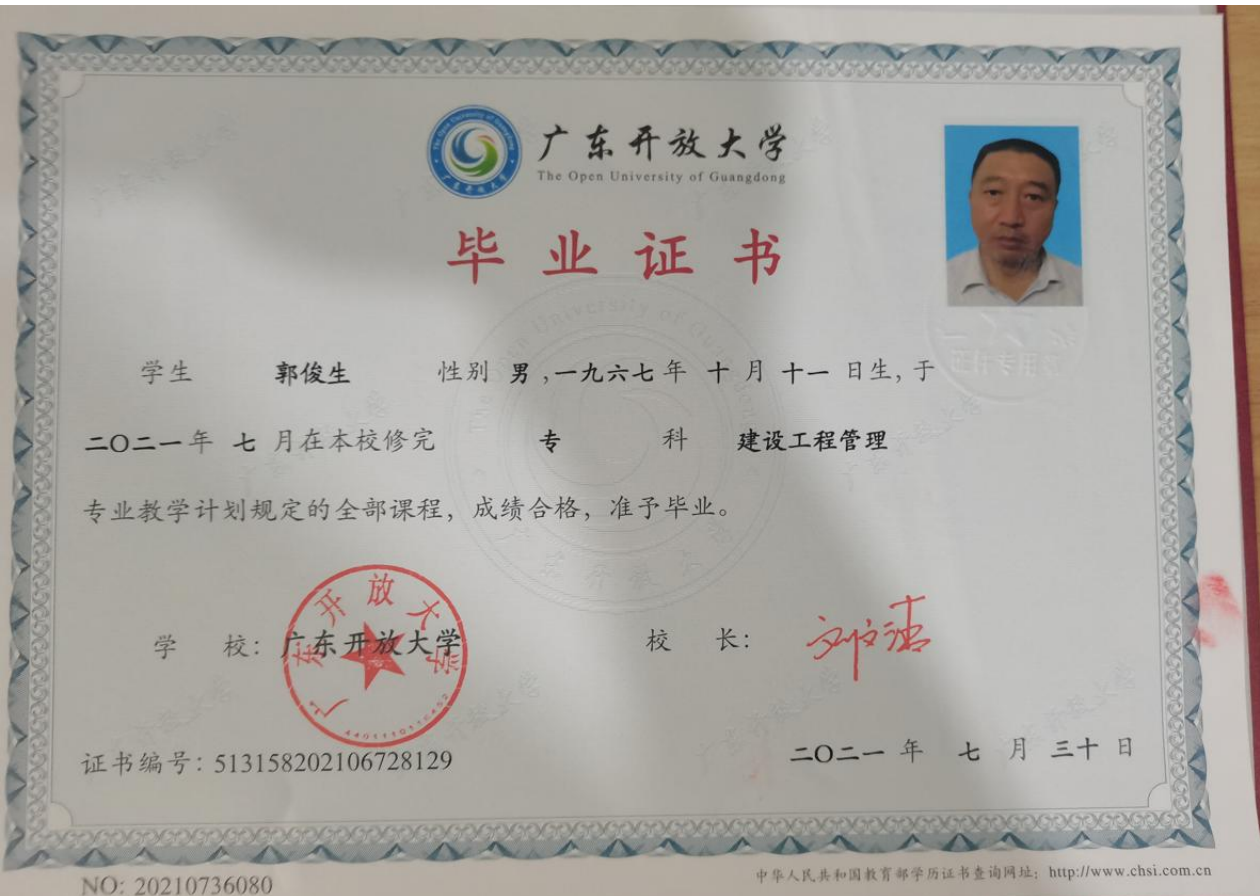 广东开放大学
The Open University of Guangdong
毕业证书
学生 郭俊生 性别 男,一九六七年 十 月 十一 日生,于
二〇二一年 七 月在本校修完 专 科 建设工程管理
专业教学计划规定的全部课程,成绩合格,准予毕业。
学 校:广东开放大学 校 长:
证书编号:513158202106728129
二〇二一 年 七 月 三十 日
NO: 20210736080
中华人民共和国教育部学历证书查询网址:http://www.chsi.com.cn